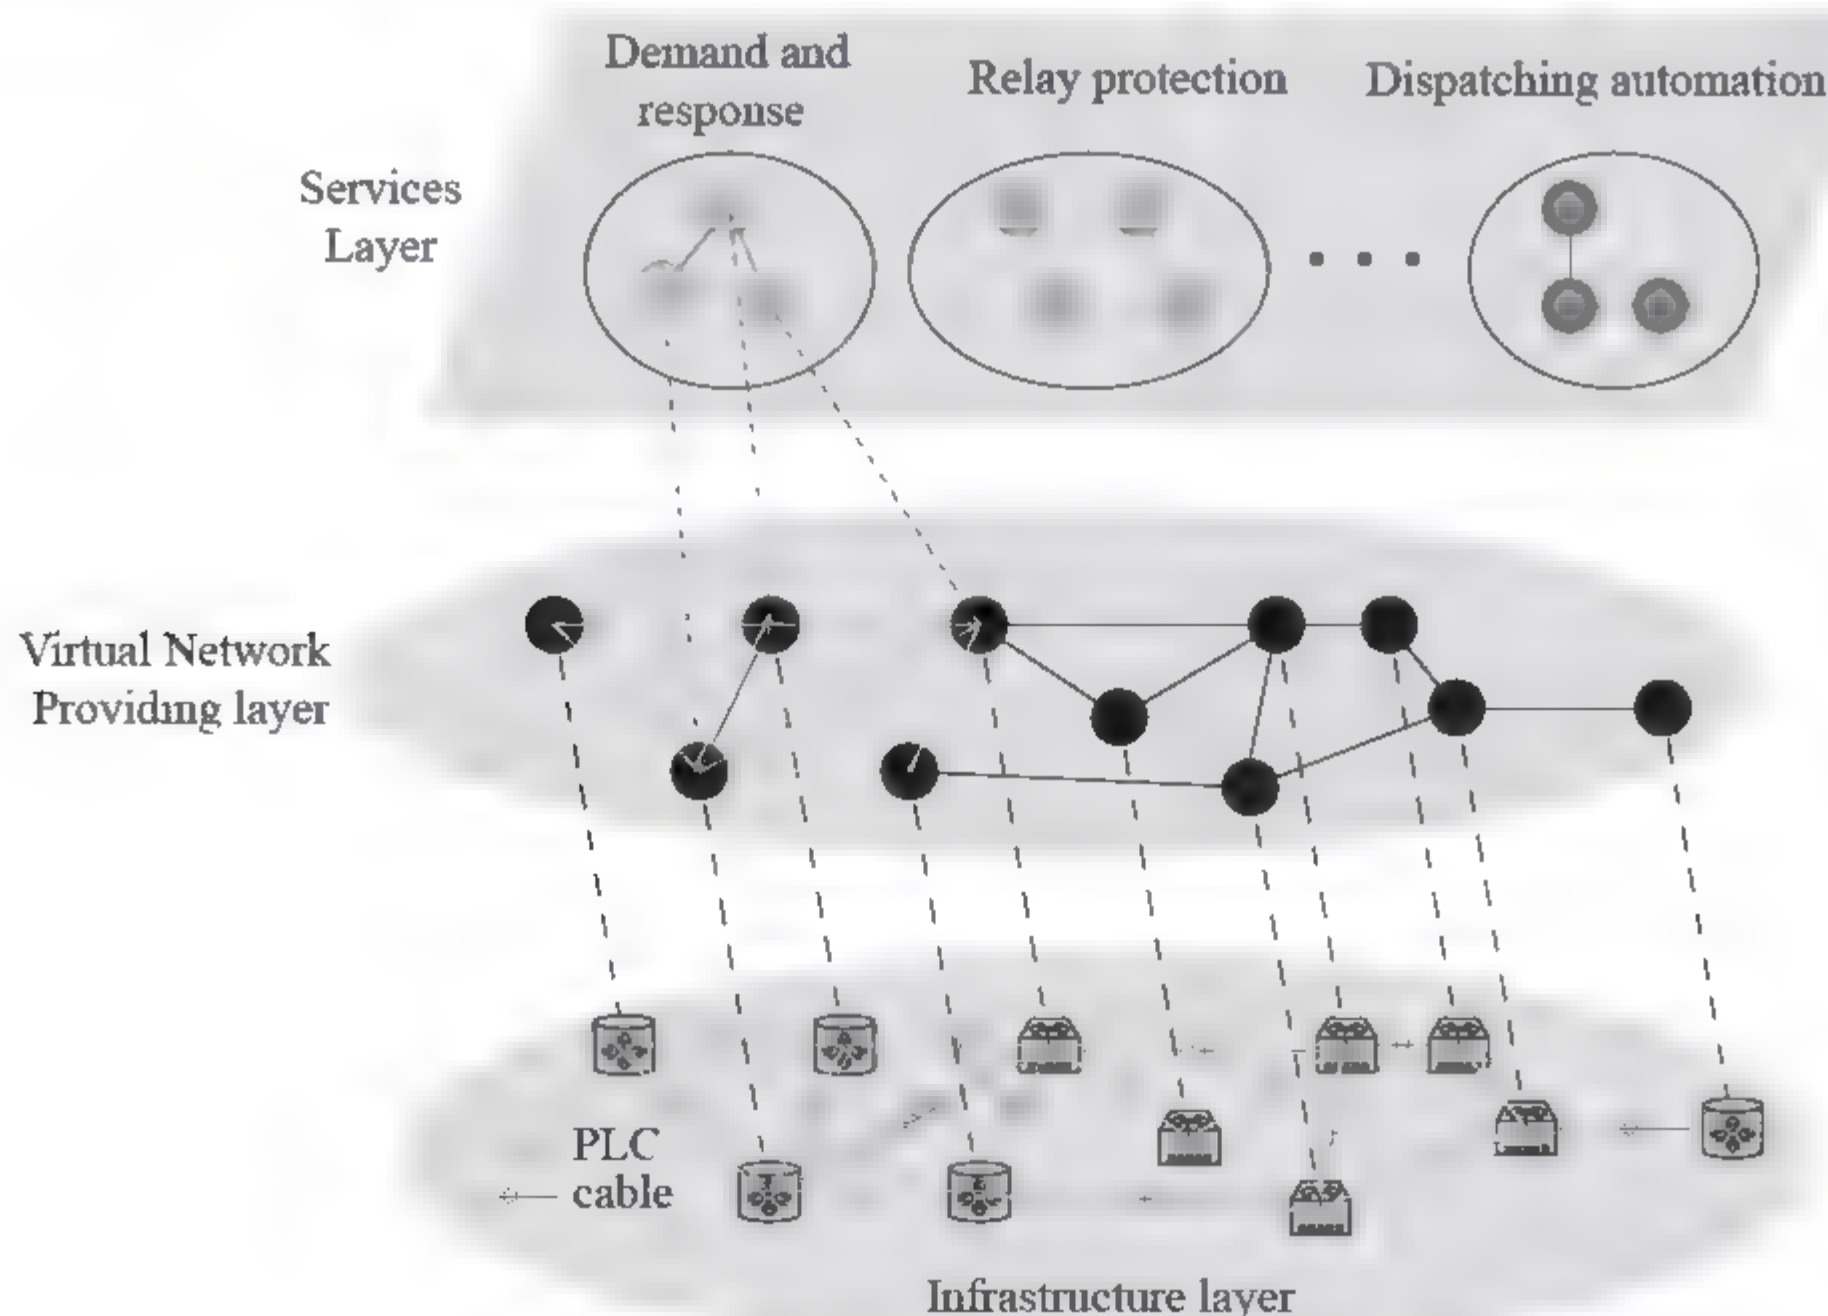 Demand and
response
Relay protection
Dispatching automation
Services
Layer
Virtual Network
Providing layer
PLC
cable
Infrastructure layer